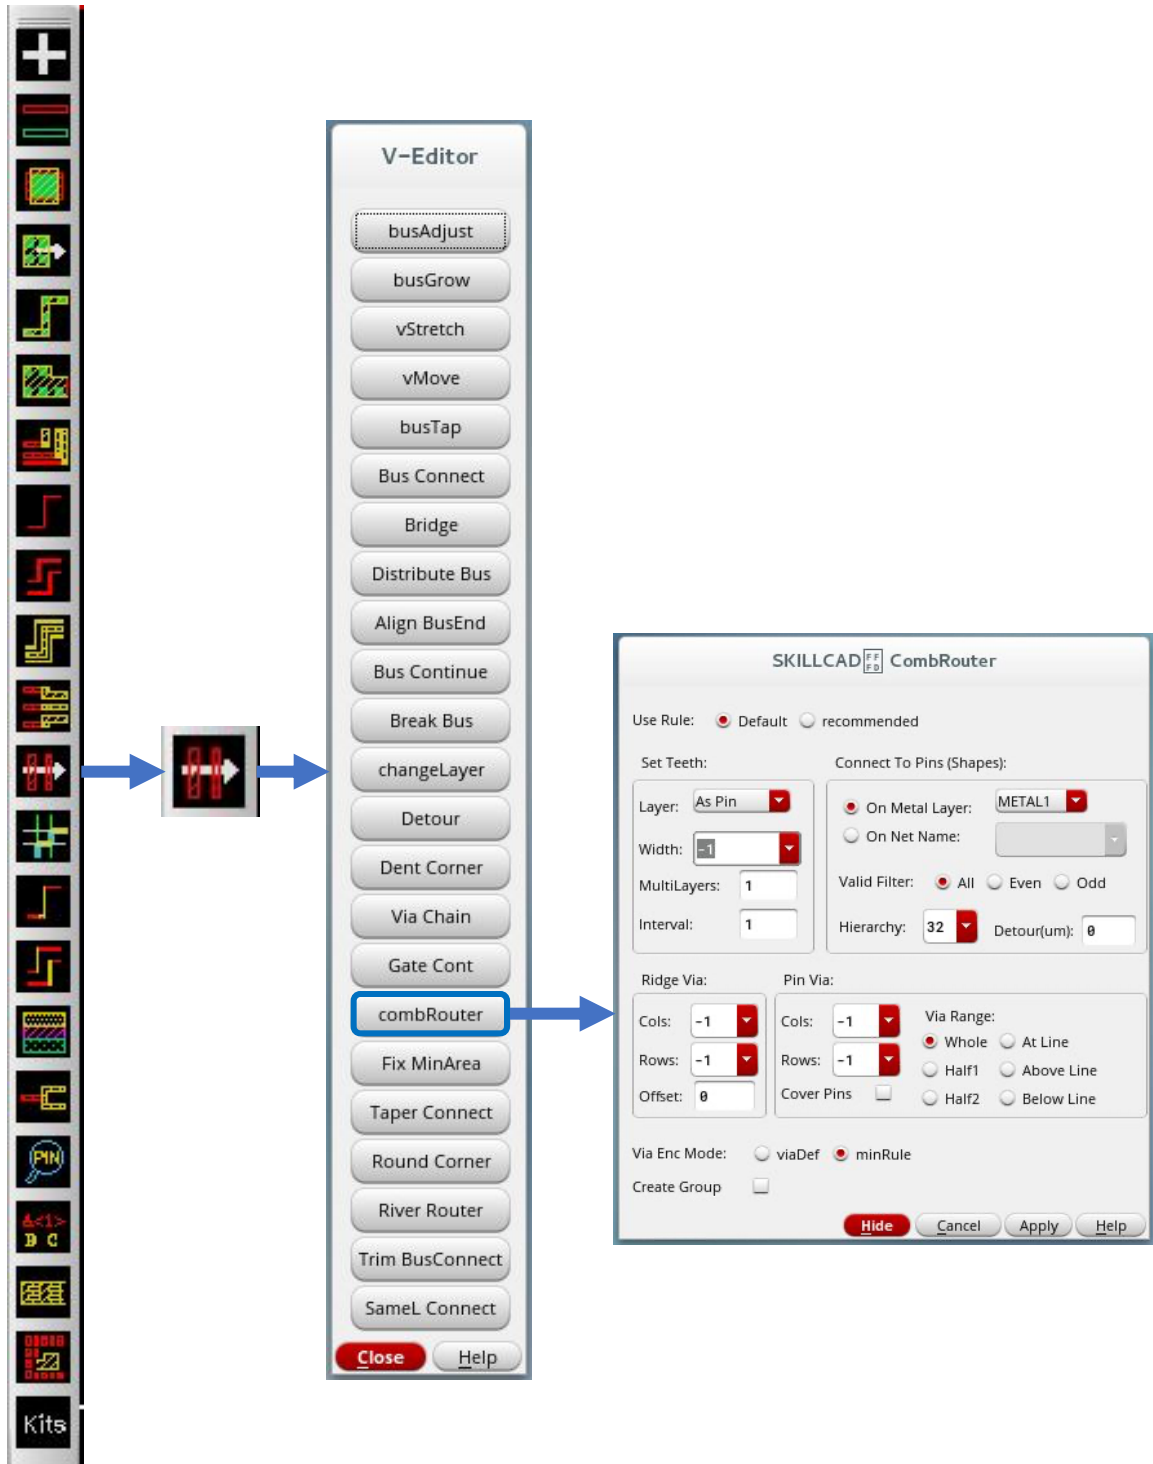 PIN
&<1>
B C
Kits
V-Editor
busAdjust
busGrow
vStretch
vMove
busTap
Bus Connect
Bridge
Distribute Bus
Align BusEnd
Bus Continue
Break Bus
changeLayer
Detour
Dent Corner
Via Chain
Gate Cont
combRouter
Fix MinArea
Taper Connect
Round Corner
River Router
Trim BusConnect
SameL Connect
Close Help
SKILLCAD CombRouter
Use Rule: Default recommended
Set Teeth: Connect To Pins (Shapes):
Layer: As Pin On Metal Layer: METAL1
Width: -1 On Net Name:
MultiLayers: 1 Valid Filter: All Even Odd
Interval: 1 Hierarchy: 32 Detour(um): 0
Ridge Via: Pin Via:
Cols: -1 Cols: -1 Via Range:
Whole At Line
Rows: -1 Rows: -1 Half1 Above Line
Offset: 0 Cover Pins Half2 Below Line
Via Enc Mode: viaDef minRule
Create Group
Hide Cancel Apply Help